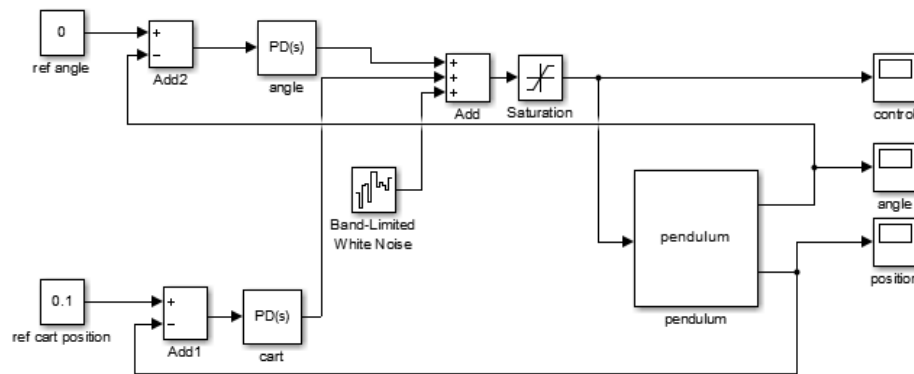 0
ref angle
+
−
Add2
PD(s)
angle
+
+
+
Add
Saturation
control
Band-Limited
White Noise
pendulum
pendulum
angle
position
0.1
ref cart position
+
−
Add1
PD(s)
cart